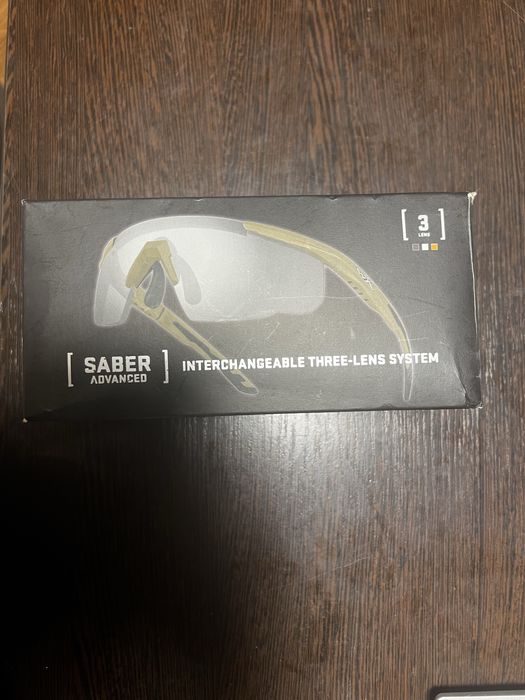 [ 3 ]
LENS
[ SABER ]
ADVANCED
INTERCHANGEABLE THREE-LENS SYSTEM